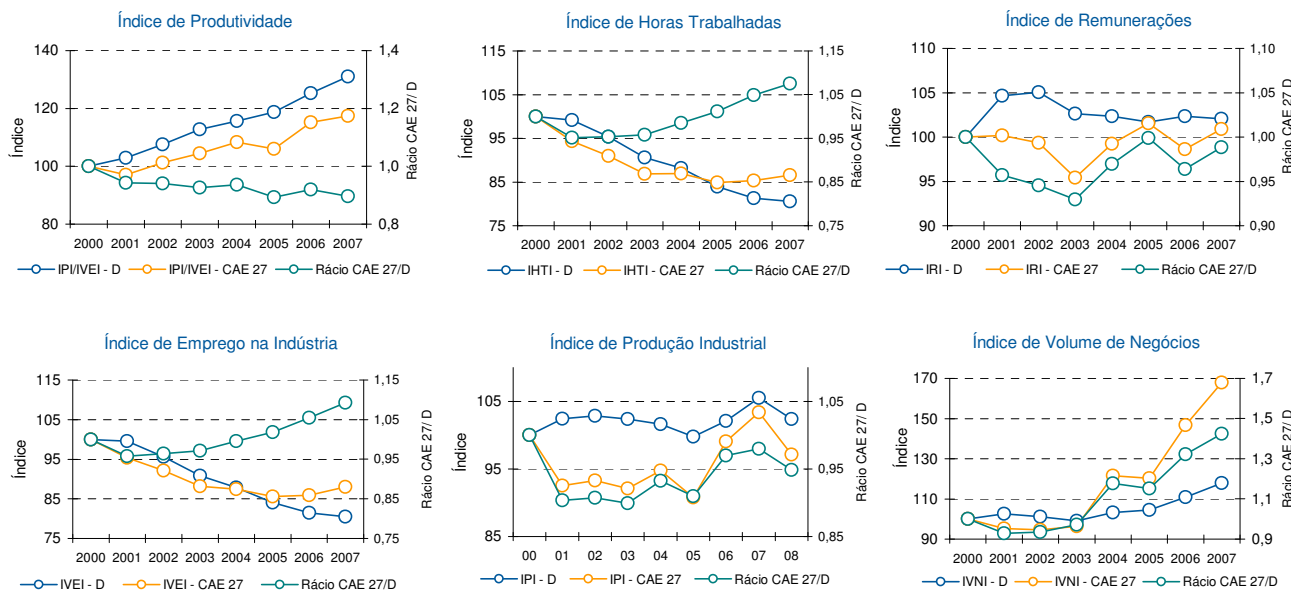 Índice de Produtividade
140
120
100
80
Índice
1,4
1,2
1,0
0,8
Rácio CAE 27/ D
2000 2001 2002 2003 2004 2005 2006 2007
IPI/IVEI - D IPI/IVEI - CAE 27 Rácio CAE 27/D
Índice de Horas Trabalhadas
115
105
95
85
75
Índice
1,15
1,05
0,95
0,85
0,75
Rácio CAE 27/ D
2000 2001 2002 2003 2004 2005 2006 2007
IHTI - D IHTI - CAE 27 Rácio CAE 27/D
Índice de Remunerações
110
105
100
95
90
Índice
1,10
1,05
1,00
0,95
0,90
Rácio CAE 27/ D
2000 2001 2002 2003 2004 2005 2006 2007
IRI - D IRI - CAE 27 Rácio CAE 27/D
Índice de Emprego na Indústria
115
105
95
85
75
Índice
1,15
1,05
0,95
0,85
0,75
Rácio CAE 27/ D
2000 2001 2002 2003 2004 2005 2006 2007
IVEI - D IVEI - CAE 27 Rácio CAE 27/D
Índice de Produção Industrial
105
95
85
Índice
1,05
0,95
0,85
Rácio CAE 27/ D
00 01 02 03 04 05 06 07 08
IPI - D IPI - CAE 27 Rácio CAE 27/D
Índice de Volume de Negócios
170
150
130
110
90
Índice
1,7
1,5
1,3
1,1
0,9
Rácio CAE 27/ D
2000 2001 2002 2003 2004 2005 2006 2007
IVNI - D IVNI - CAE 27 Rácio CAE 27/D